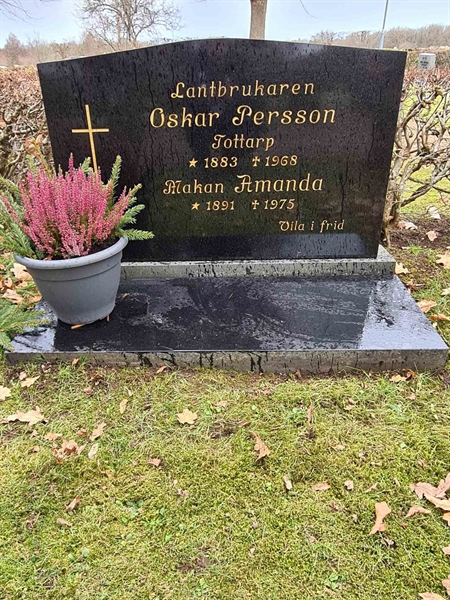 Lantbrukaren
Oskar Persson
Tottarp
* 1883 † 1968
Makan Amanda
* 1891 † 1975
Vila i frid